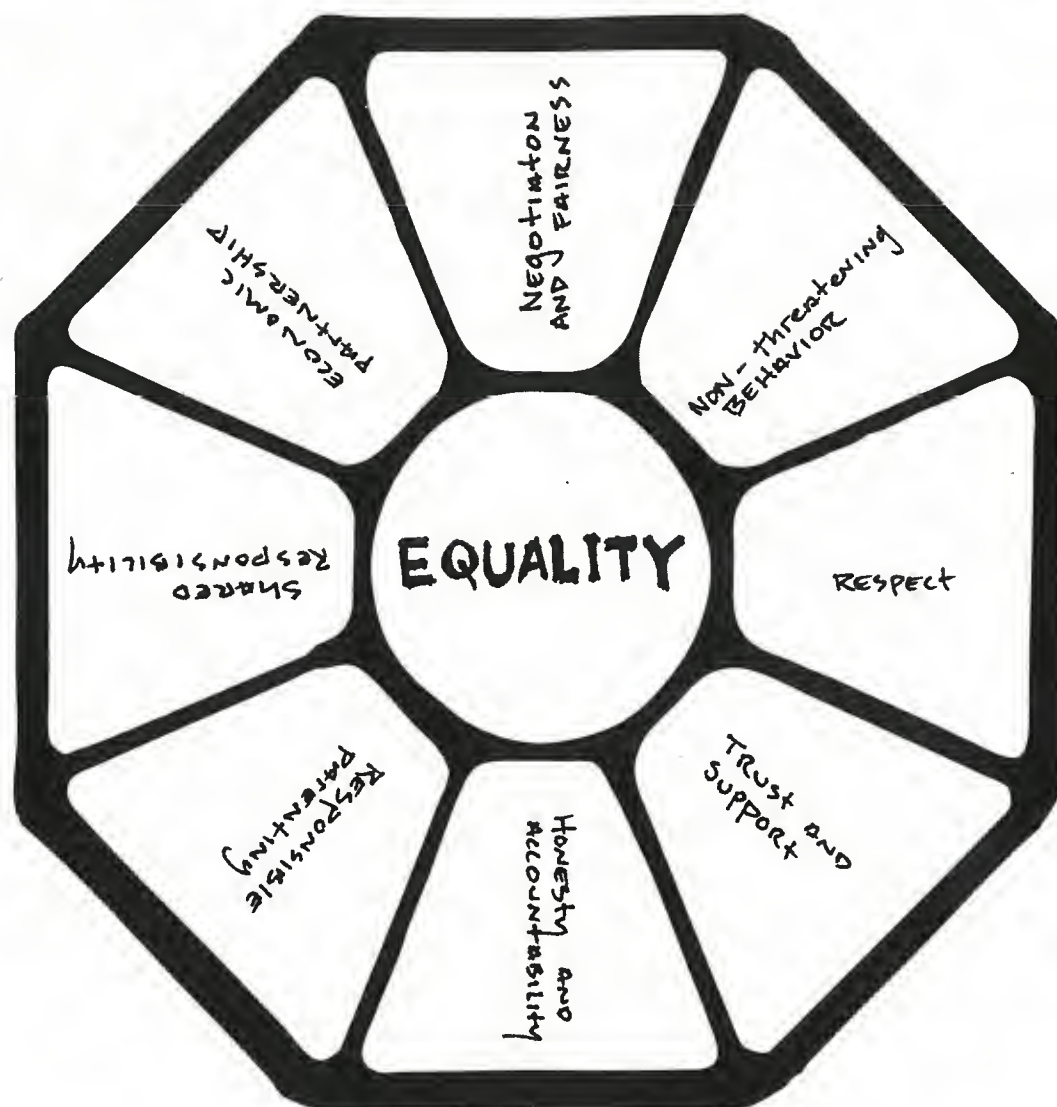 NEgotiatoN
AND FAIRNESS
NON-thREatENING
BEHAVIOR
RESPECt
TRUSt AND
SUPPORt
HONESty AND
ACCOUNtABILIty
RESPONSIBLE
PARENtINg
SHARED
RESPONSIBILIty
ECONOMIC
PARtNERSHIP
EQUALITY